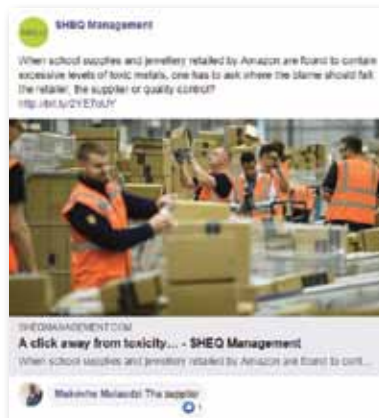 SHEQ Management
When school supplies and jewellery retailed by Amazon are found to contain
excessive levels of toxic metals, one has to ask where the blame should fall:
the retailer, the supplier or quality control?
SHEQMANAGEMENT.COM
A click away from toxicity... - SHEQ Management
When school supplies and jewellery retailed by Amazon are found to cont...
The supplier
1